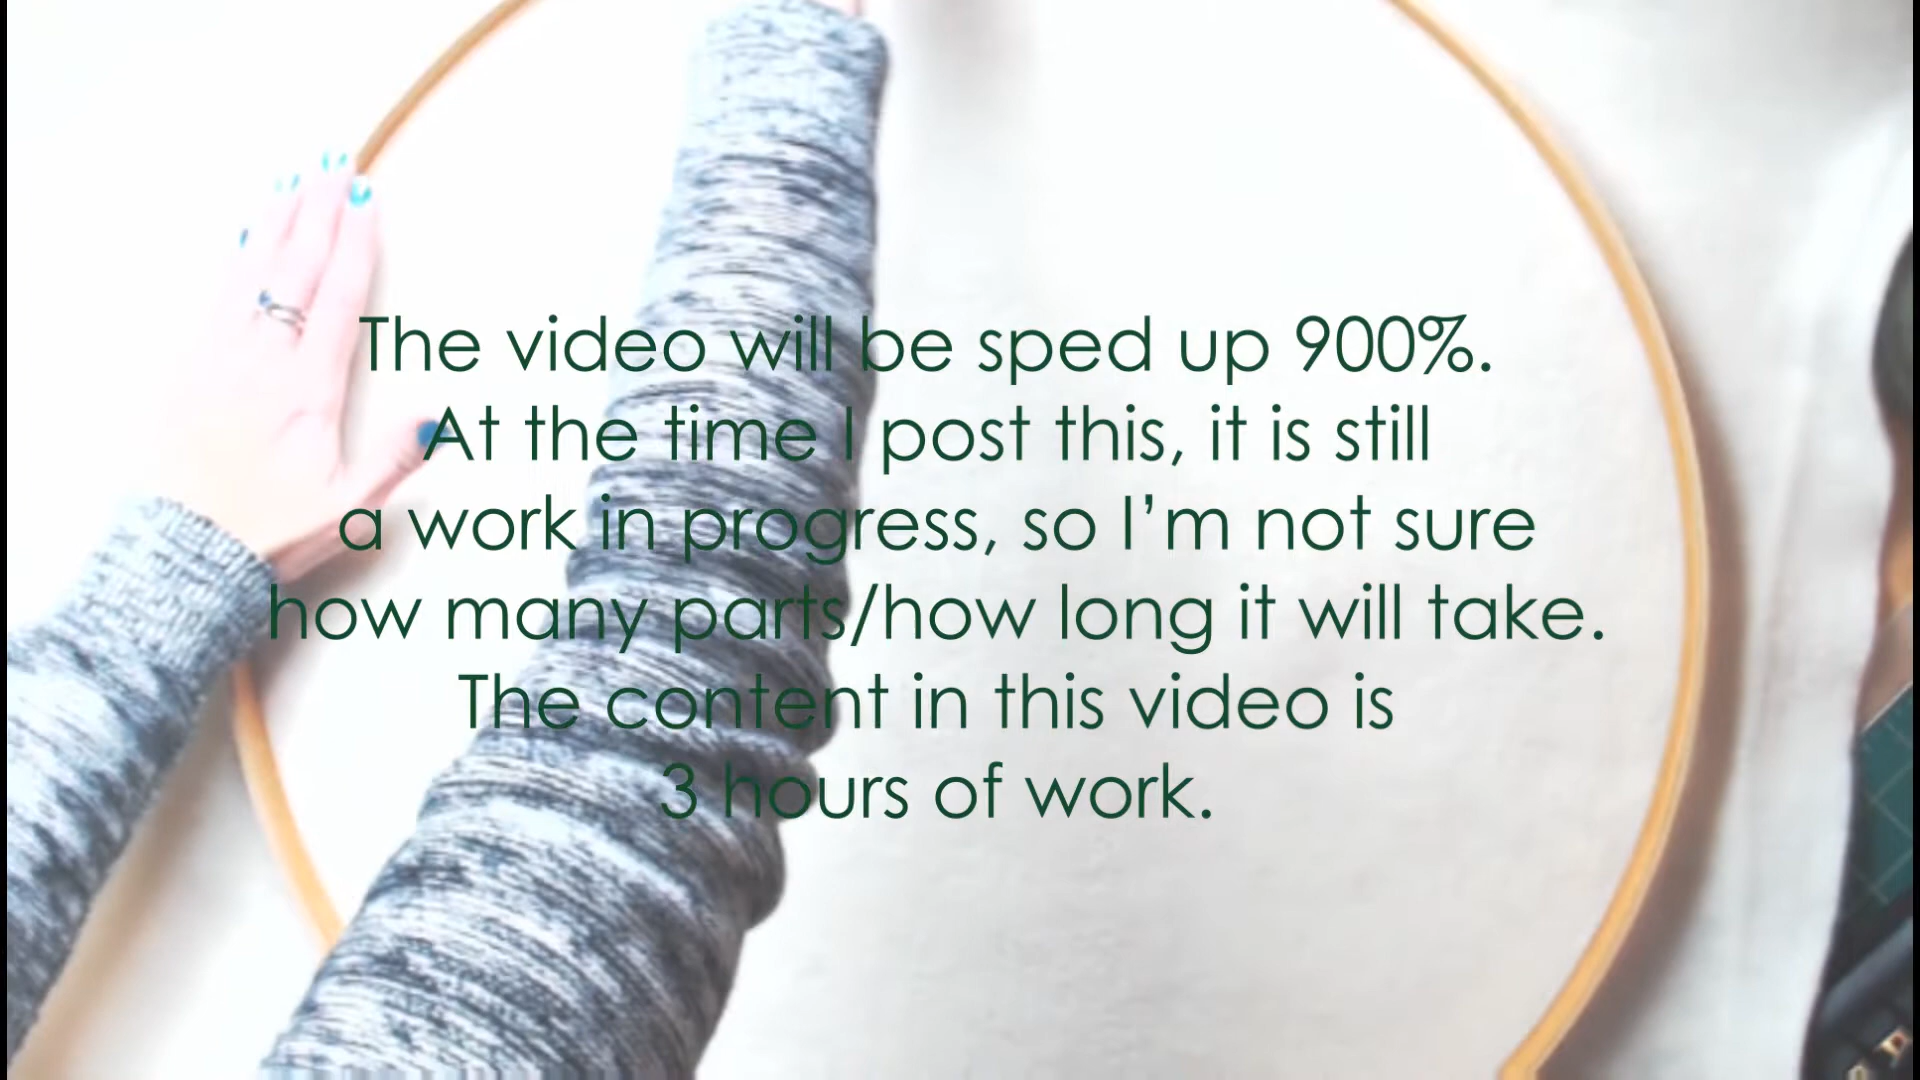 The video will be sped up 900%.
At the time I post this, it is still
a work in progress, so I’m not sure
how many parts/how long it will take.
The content in this video is
3 hours of work.